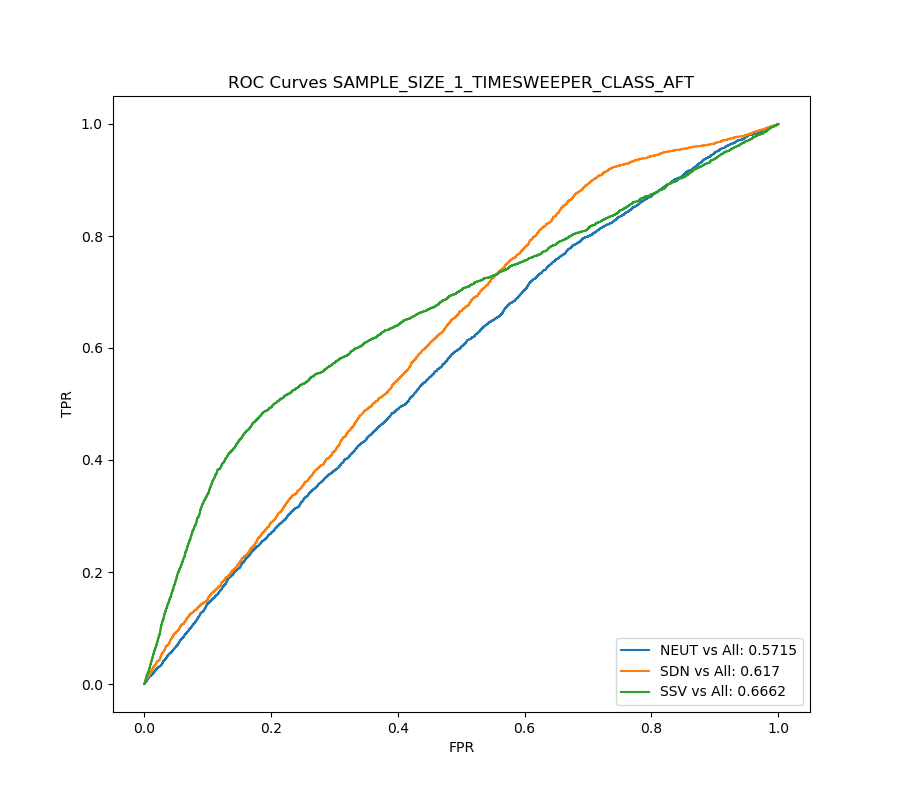 ROC Curves SAMPLE_SIZE_1_TIMESWEEPER_CLASS_AFT
1.0
0.8
0.6
0.4
0.2
0.0
TPR
0.0 0.2 0.4 0.6 0.8 1.0
FPR
NEUT vs All: 0.5715
SDN vs All: 0.617
SSV vs All: 0.6662